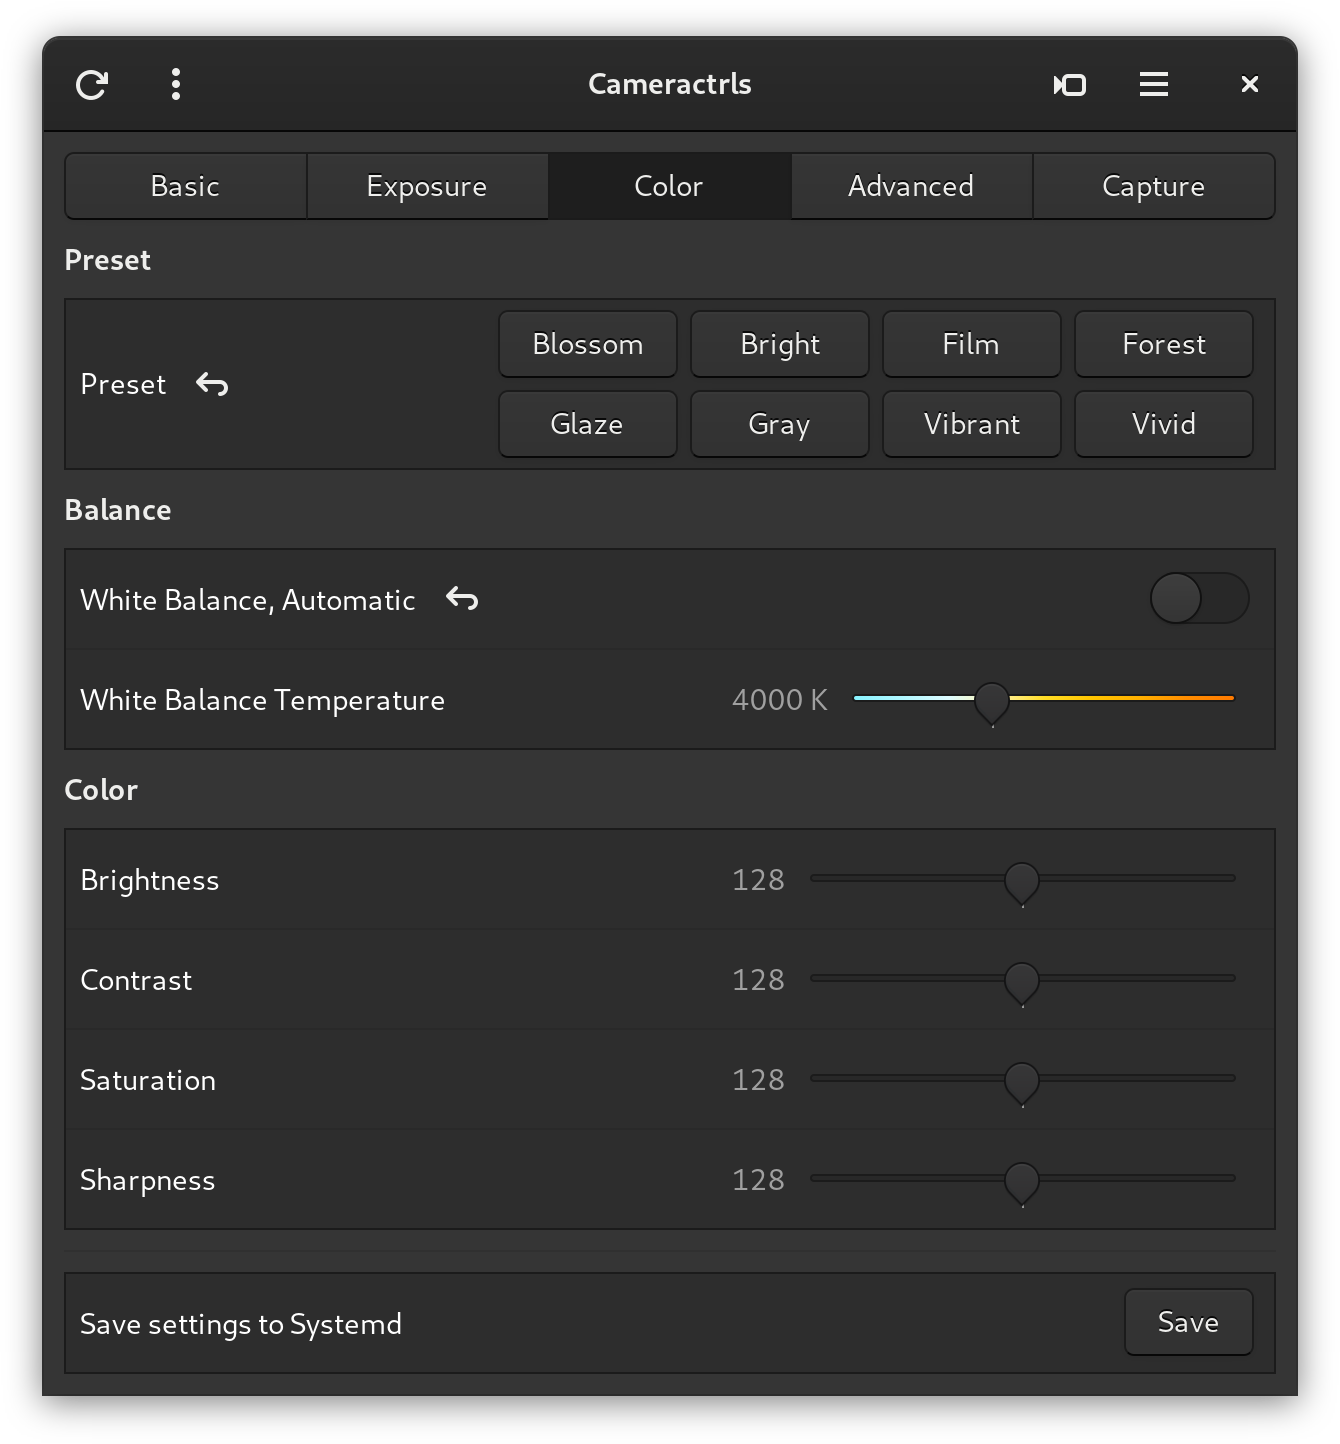 Cameractrls
Basic Exposure Color Advanced Capture
Preset
Preset
Blossom Bright Film Forest
Glaze Gray Vibrant Vivid
Balance
White Balance, Automatic
White Balance Temperature 4000 K
Color
Brightness 128
Contrast 128
Saturation 128
Sharpness 128
Save settings to Systemd Save